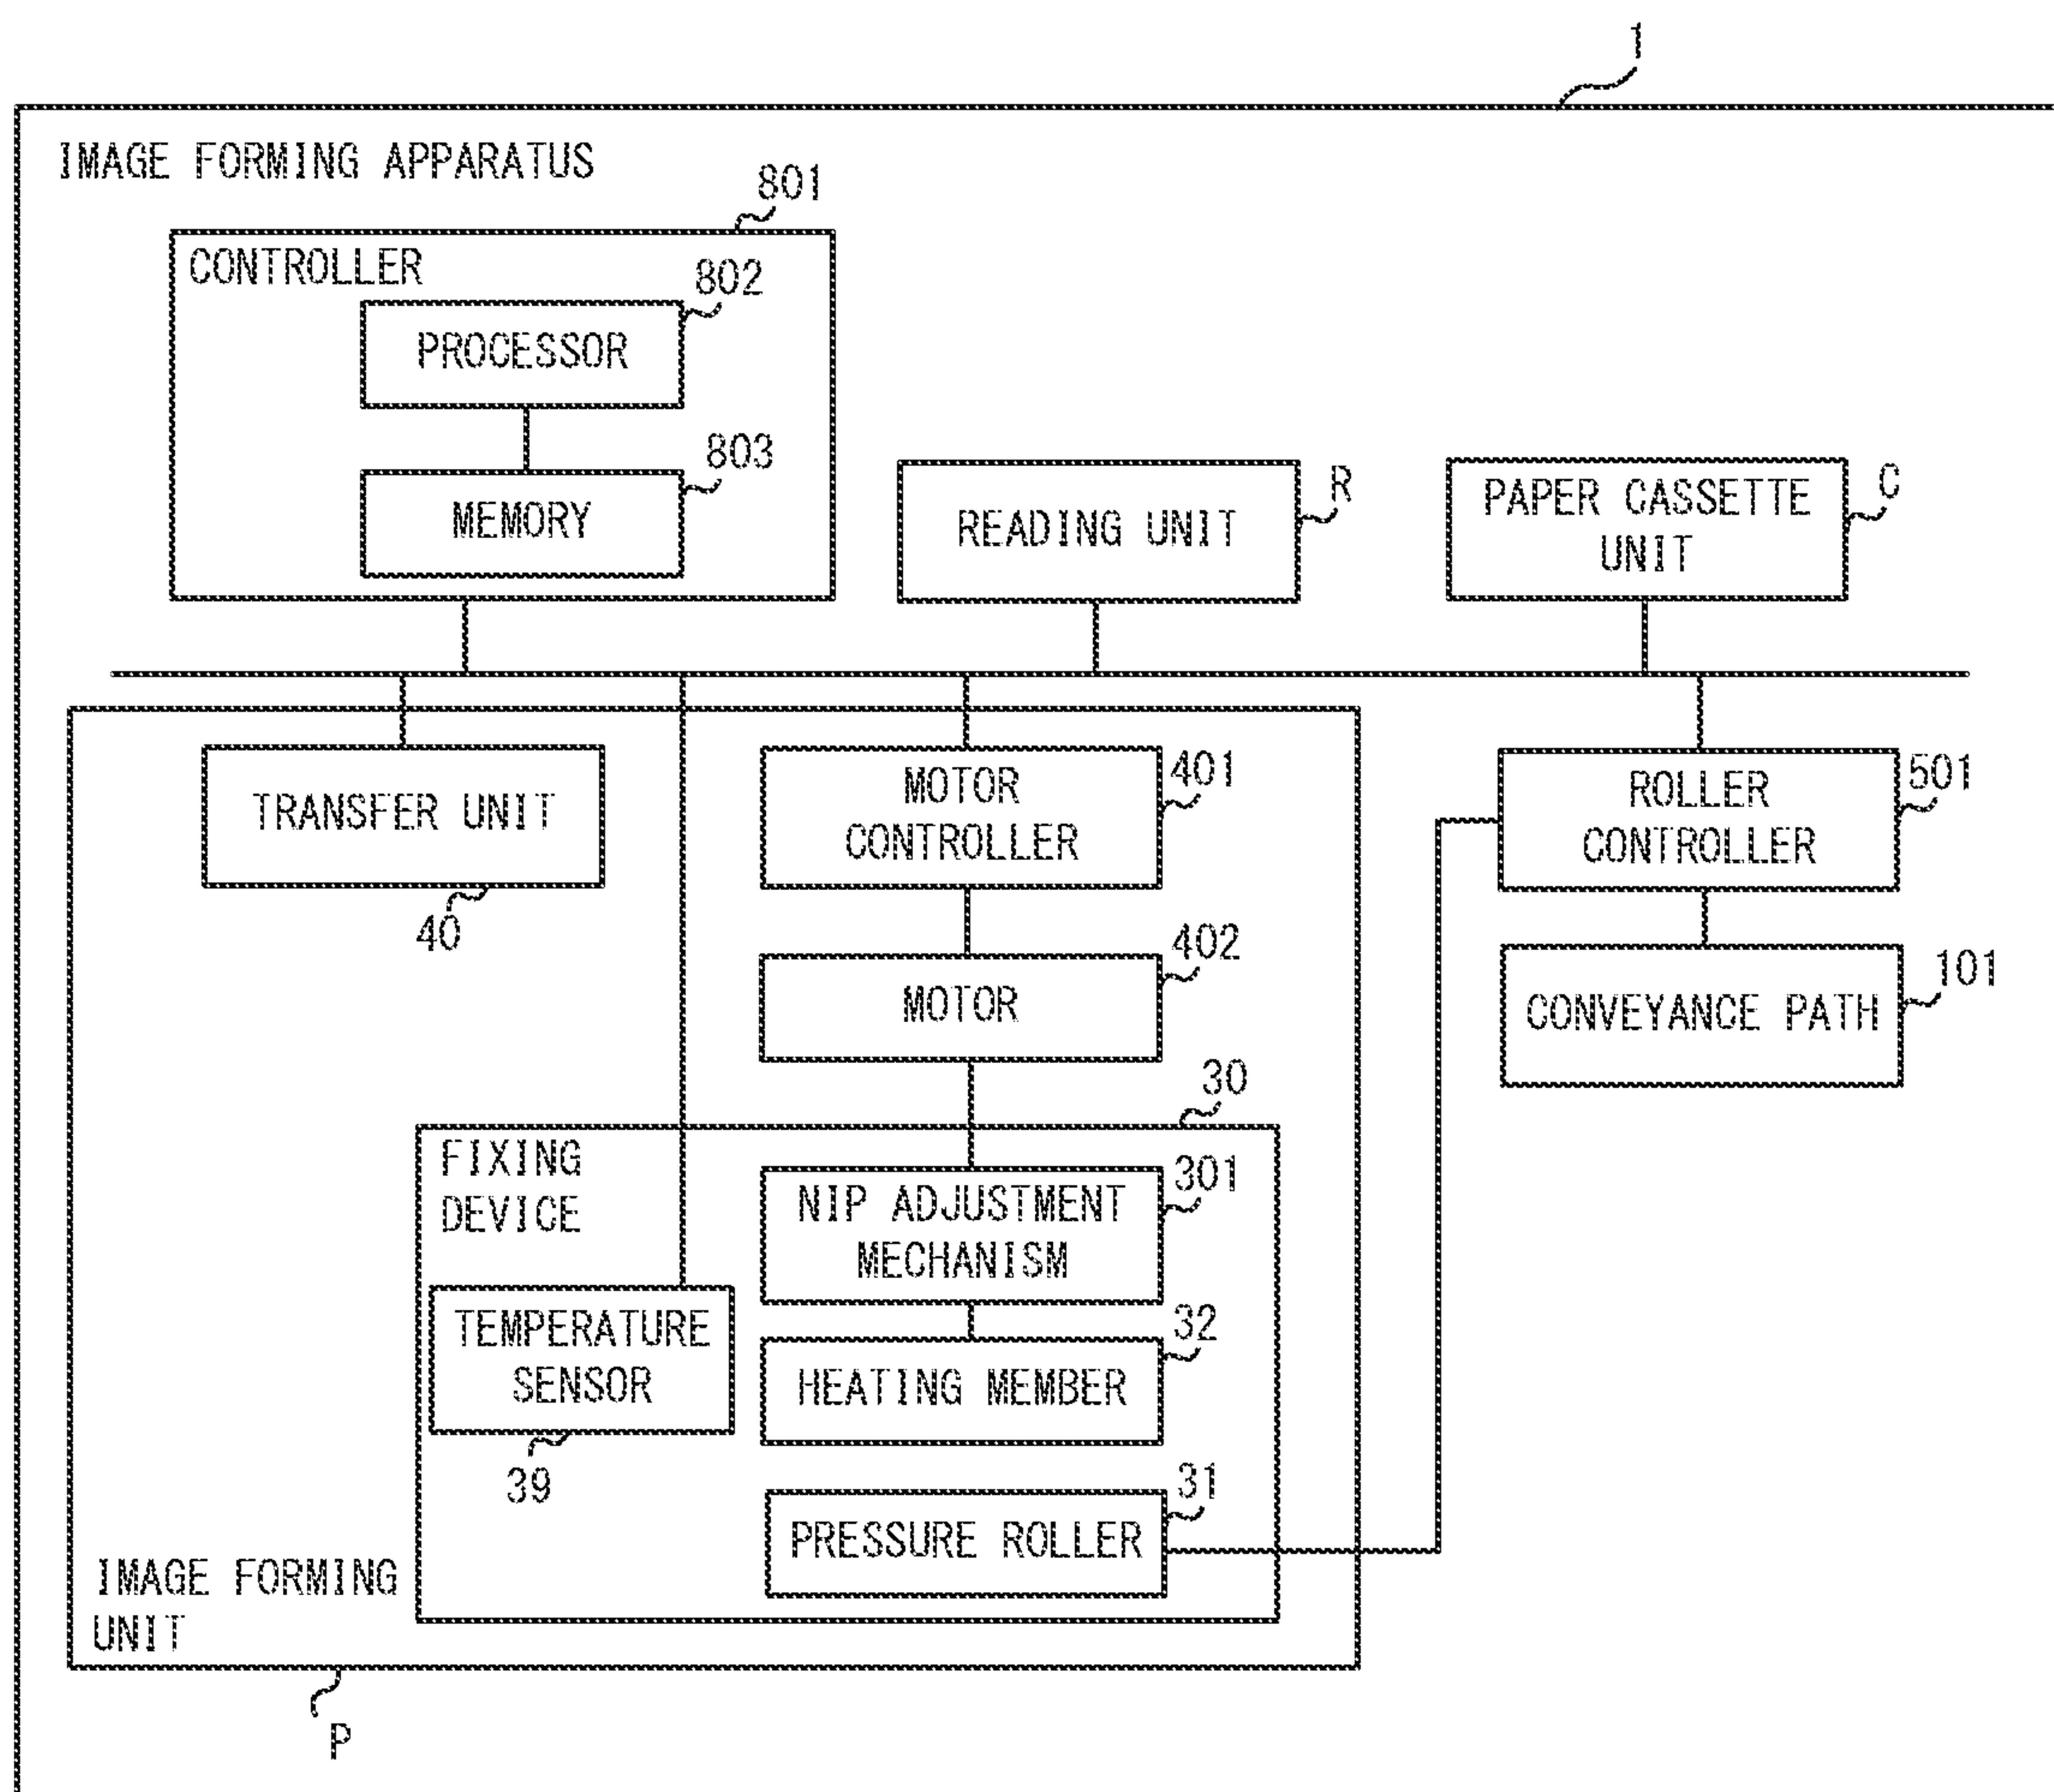 1
IMAGE FORMING APPARATUS
801
CONTROLLER
802
PROCESSOR
803
MEMORY
READING UNIT
R
PAPER CASSETTE
UNIT
C
TRANSFER UNIT
40
MOTOR
CONTROLLER
401
ROLLER
CONTROLLER
501
MOTOR
402
CONVEYANCE PATH
101
30
FIXING
DEVICE
NIP ADJUSTMENT
MECHANISM
301
TEMPERATURE
SENSOR
39
HEATING MEMBER
32
PRESSURE ROLLER
31
IMAGE FORMING
UNIT
P